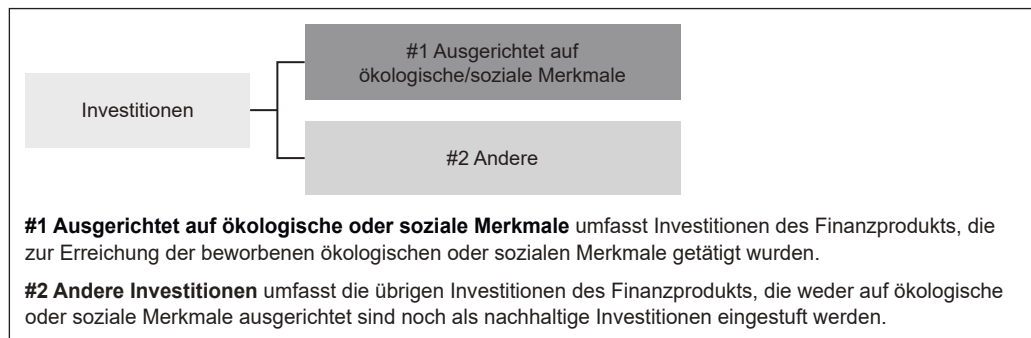 #1 Ausgerichtet auf
ökologische/soziale Merkmale
Investitionen
#2 Andere
#1 Ausgerichtet auf ökologische oder soziale Merkmale umfasst Investitionen des Finanzprodukts, die
zur Erreichung der beworbenen ökologischen oder sozialen Merkmale getätigt wurden.
#2 Andere Investitionen umfasst die übrigen Investitionen des Finanzprodukts, die weder auf ökologische
oder soziale Merkmale ausgerichtet sind noch als nachhaltige Investitionen eingestuft werden.